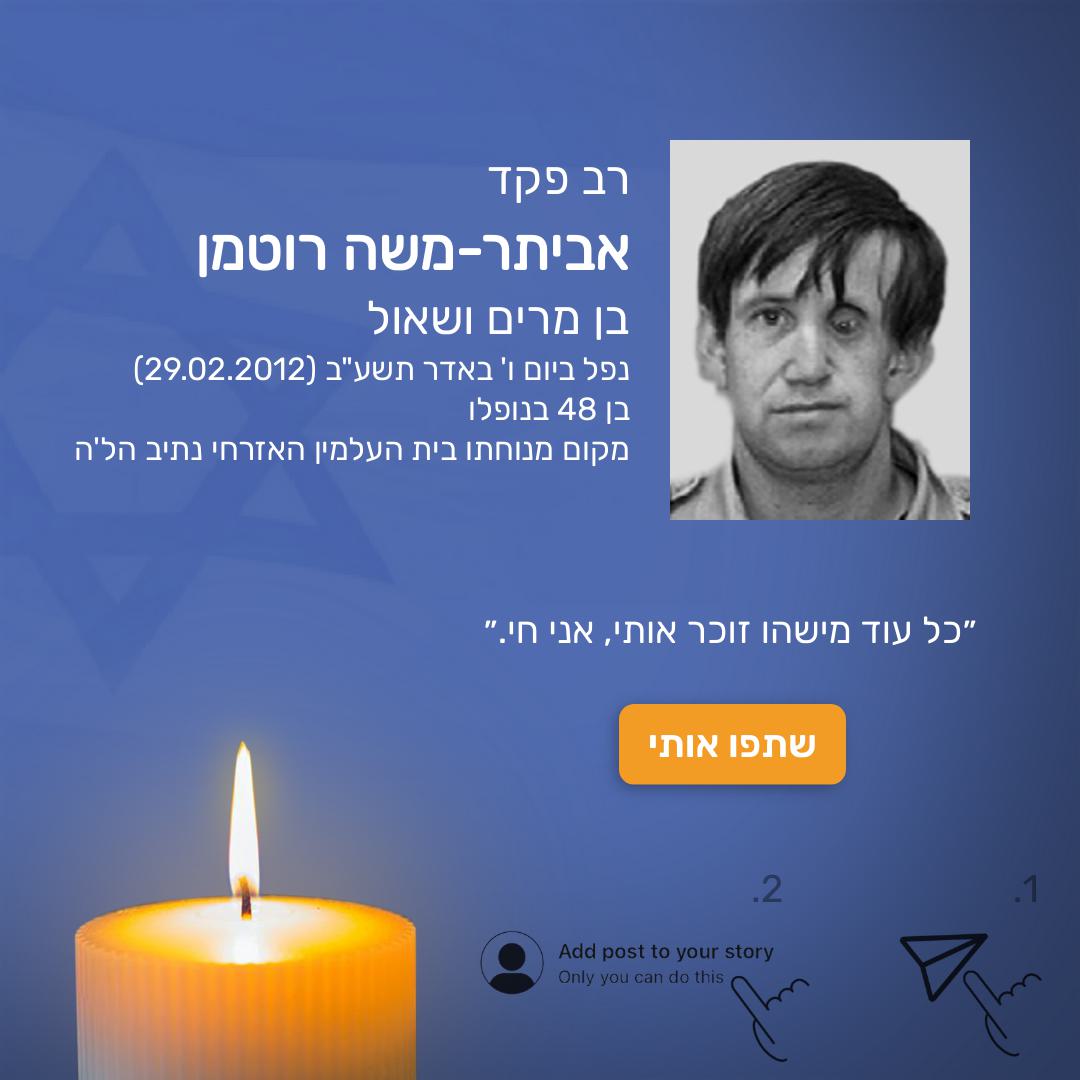 רב פקד
אביתר-משה רוטמן
בן מרים ושאול
נפל ביום ו' באדר תשע"ב (29.02.2012)
בן 48 בנופלו
מקום מנוחתו בית העלמין האזרחי נתיב הל'ה
״כל עוד מישהו זוכר אותי, אני חי.״
שתפו אותי
.1
.2
Add post to your story
Only you can do this